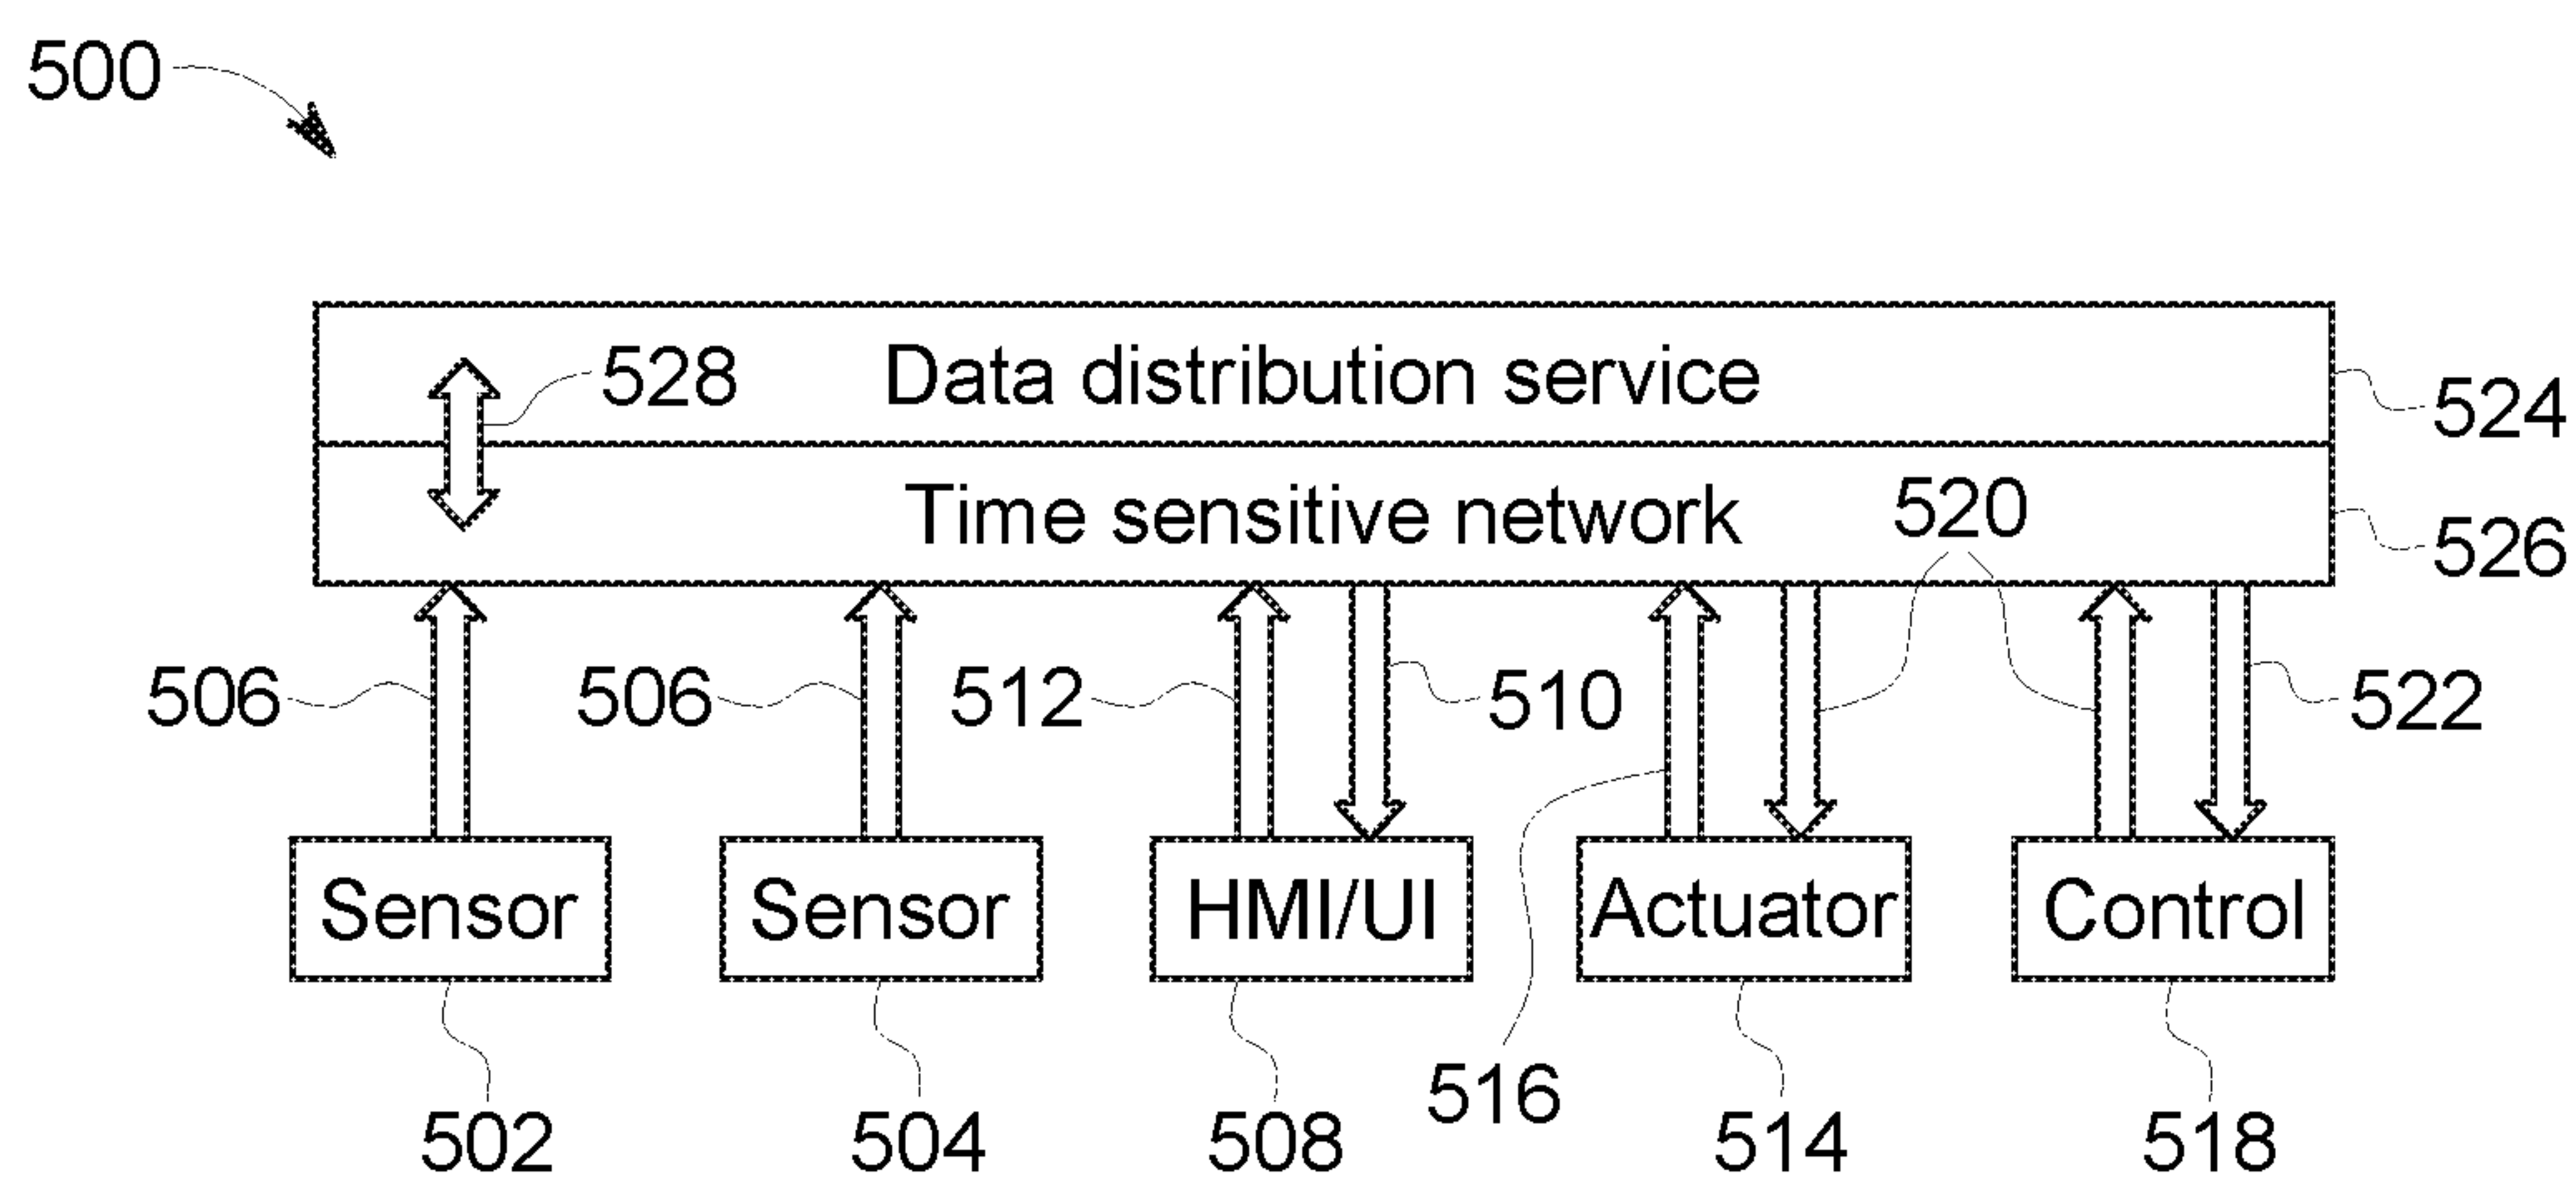 500
528
Data distribution service
524
Time sensitive network
520
526
506
506
512
510
522
Sensor
Sensor
HMI/UI
Actuator
Control
516
502
504
508
514
518